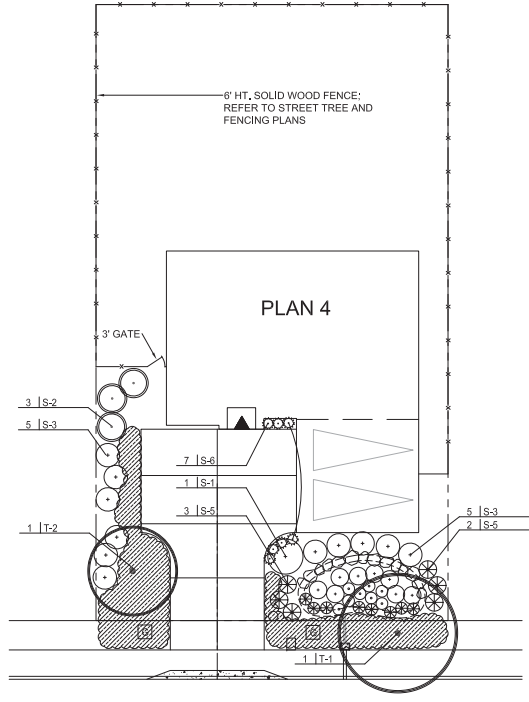 6' HT. SOLID WOOD FENCE;
REFER TO STREET TREE AND
FENCING PLANS
PLAN 4
3' GATE
3 | S-2
5 | S-3
7 | S-6
1 | S-1
3 | S-5
5 | S-3
2 | S-5
1 | T-2
G
G
1 | T-1